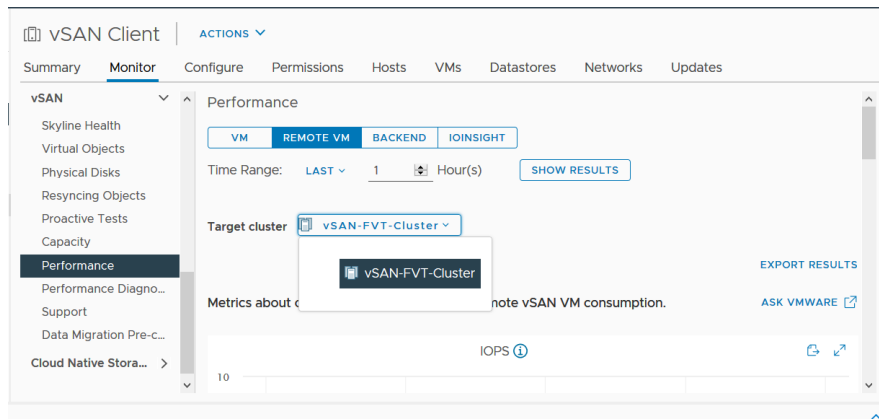 vSAN Client ACTIONS
Summary Monitor Configure Permissions Hosts VMs Datastores Networks Updates
vSAN
Skyline Health
Virtual Objects
Physical Disks
Resyncing Objects
Proactive Tests
Capacity
Performance
Performance Diagno...
Support
Data Migration Pre-c...
Cloud Native Stora...
Performance
VM REMOTE VM BACKEND IOINSIGHT
Time Range: LAST 1 Hour(s) SHOW RESULTS
Target cluster vSAN-FVT-Cluster
vSAN-FVT-Cluster
EXPORT RESULTS
Metrics about vSAN VM consumption. ASK VMWARE
IOPS
10